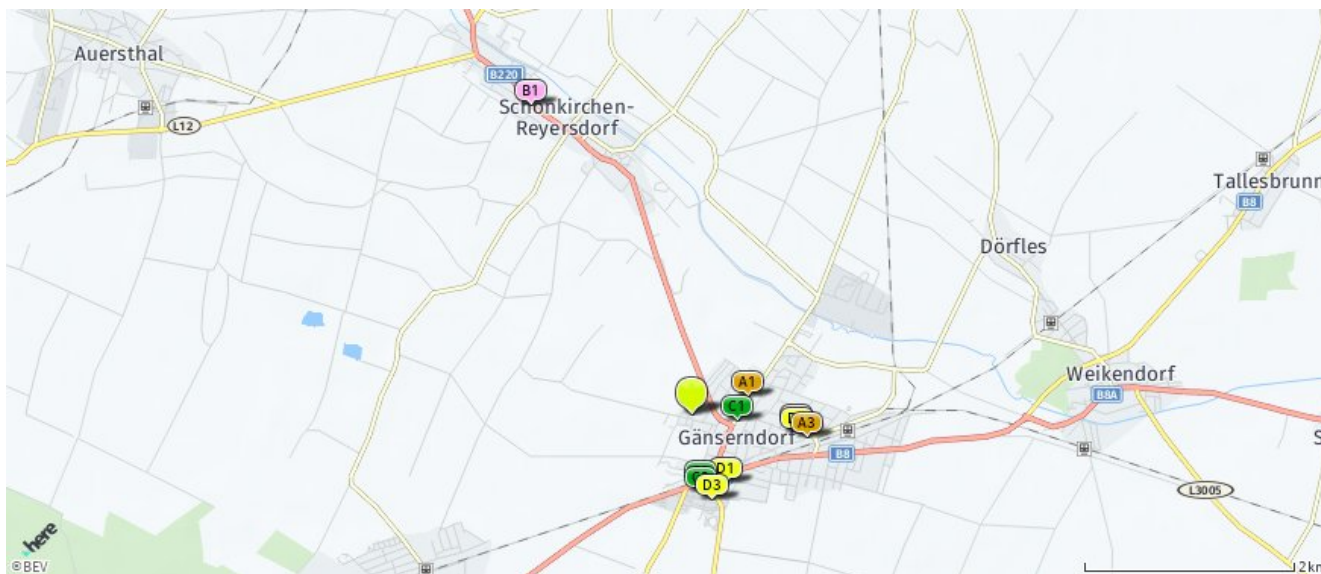 Auersthal
B220
B1
Schönkirchen-
Reyersdorf
L12
Tallesbrunn
B8
Dörfles
Weikendorf
B8A
A1
C1
A3
Gänserndorf
B8
D1
D3
L3005
here
©BEV
2km